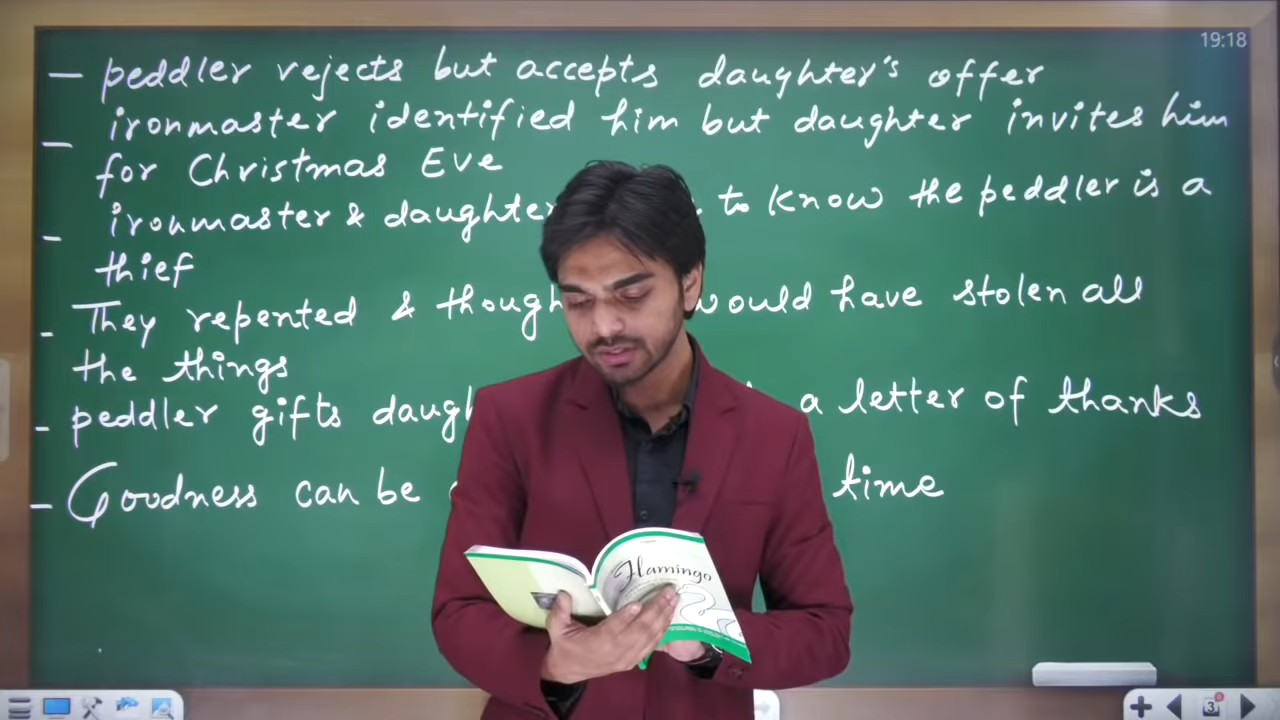 19:18
— peddler rejects but accepts daughter's offer
— ironmaster identified him but daughter invites him
for Christmas Eve
- ironmaster & daughter to know the peddler is a
thief
- They repented & would have stolen all
the things
- peddler gifts a letter of thanks
- Goodness can be time
Flamingo
3